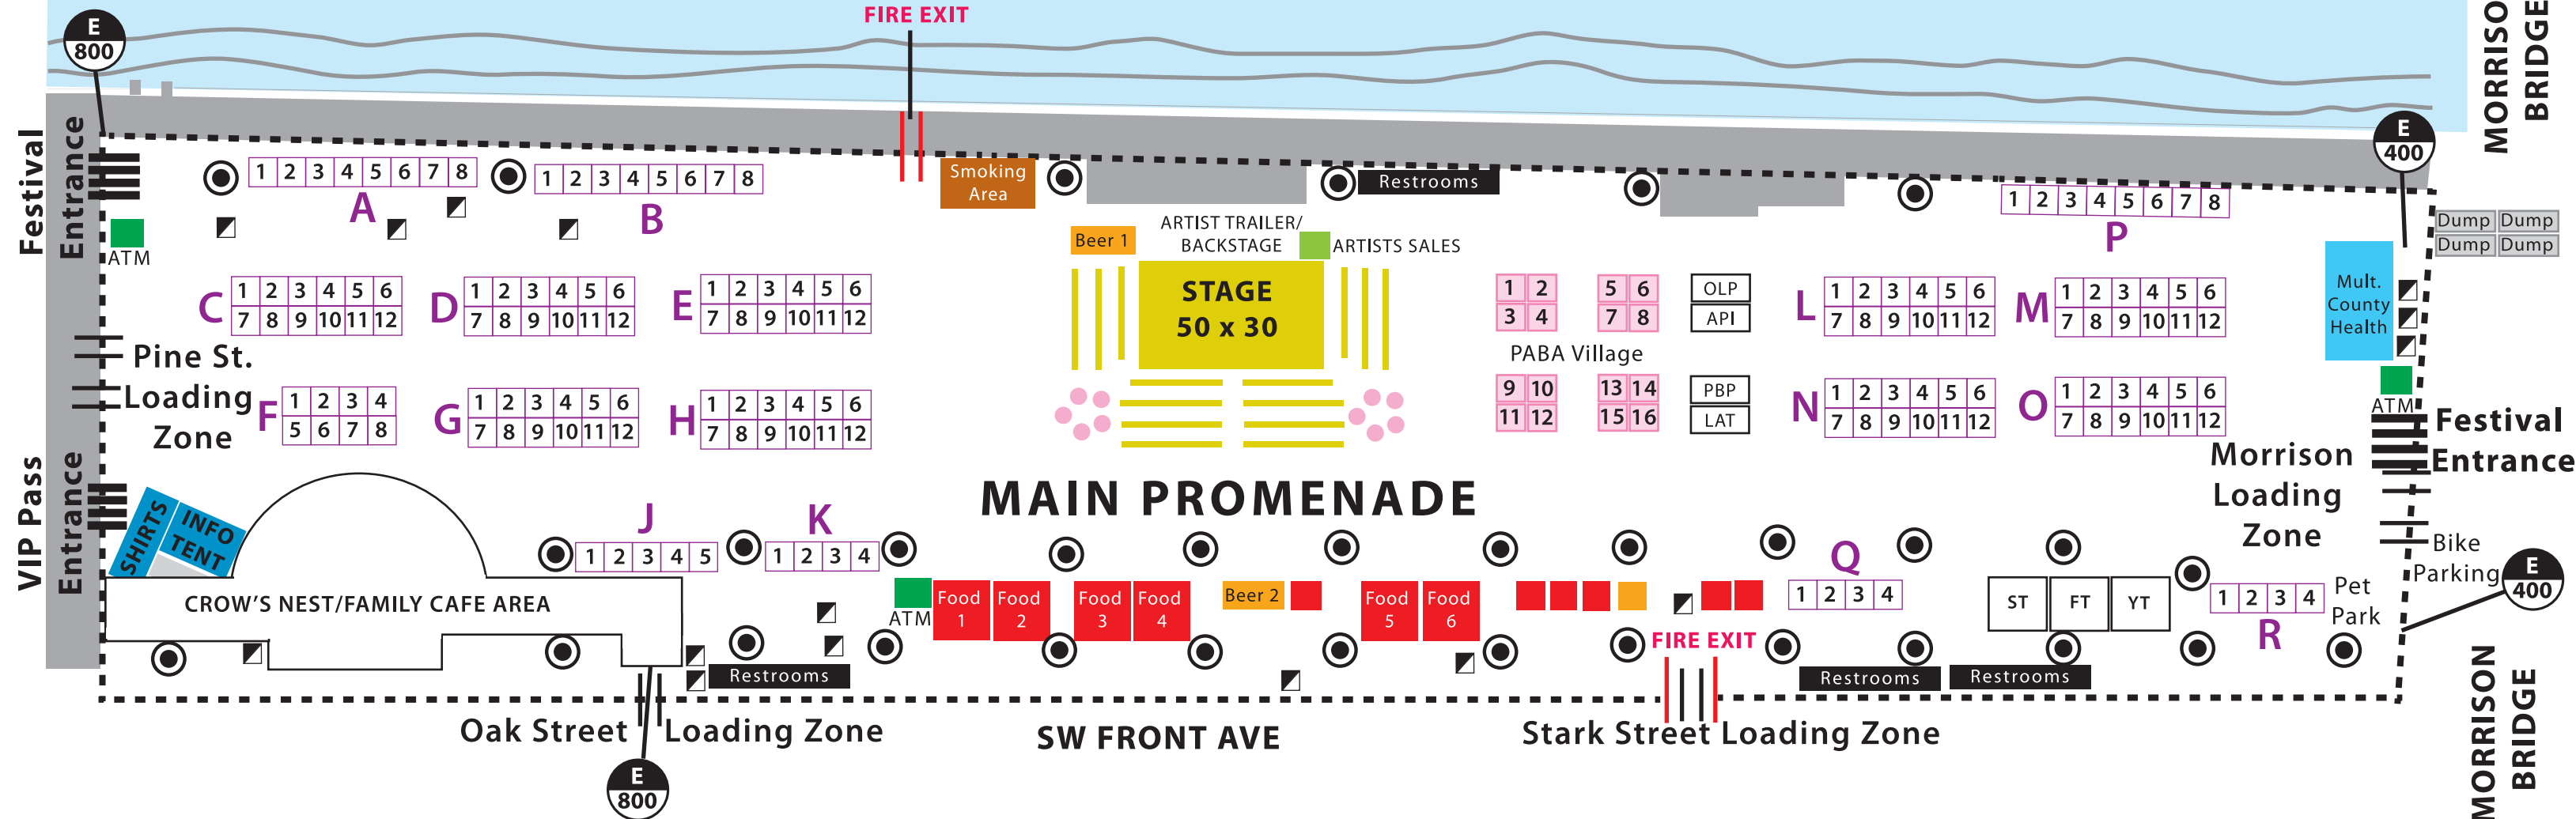 FIRE EXIT
E
800
MORRISON
BRIDGE
E
400
Festival
Entrance
1 2 3 4 5 6 7 8
A
1 2 3 4 5 6 7 8
B
Smoking
Area
Restrooms
1 2 3 4 5 6 7 8
P
Dump Dump
Dump Dump
ATM
Beer 1
ARTIST TRAILER/
BACKSTAGE
ARTISTS SALES
STAGE
50 x 30
C
1 2 3 4 5 6
7 8 9 10 11 12
D
1 2 3 4 5 6
7 8 9 10 11 12
E
1 2 3 4 5 6
7 8 9 10 11 12
1 2
3 4
5 6
7 8
OLP
API
PABA Village
9 10
11 12
13 14
15 16
PBP
LAT
L
1 2 3 4 5 6
7 8 9 10 11 12
M
1 2 3 4 5 6
7 8 9 10 11 12
Mult.
County
Health
ATM
Pine St.
Loading
Zone
F
1 2 3 4
5 6 7 8
G
1 2 3 4 5 6
7 8 9 10 11 12
H
1 2 3 4 5 6
7 8 9 10 11 12
N
1 2 3 4 5 6
7 8 9 10 11 12
O
1 2 3 4 5 6
7 8 9 10 11 12
Festival
Entrance
Morrison
Loading
Zone
VIP Pass
Entrance
SHIRTS
INFO
TENT
MAIN PROMENADE
J
1 2 3 4 5
K
1 2 3 4
CROW'S NEST/FAMILY CAFE AREA
ATM
Food
1
Food
2
Food
3
Food
4
Beer 2
Food
5
Food
6
Q
1 2 3 4
ST
FT
YT
1 2 3 4
R
Pet
Park
Bike
Parking
E
400
FIRE EXIT
Restrooms
Restrooms
Restrooms
Oak Street
Loading Zone
SW FRONT AVE
Stark Street Loading Zone
E
800
MORRISON
BRIDGE